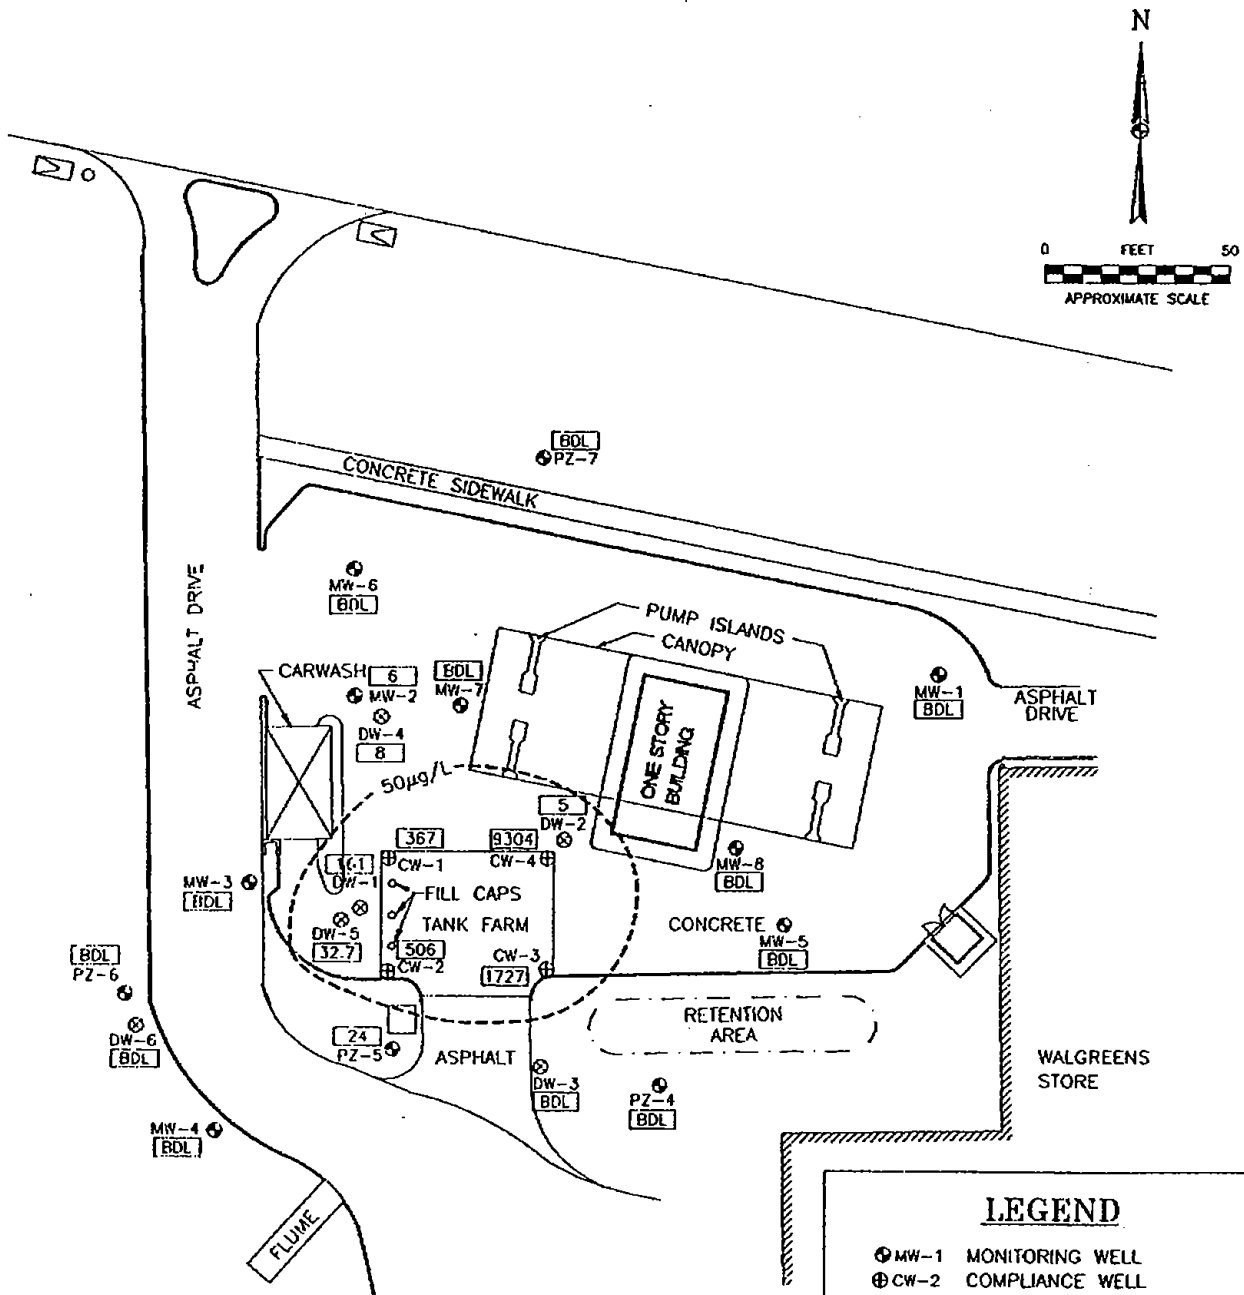 N
0 FEET 50
APPROXIMATE SCALE
BDL
PZ-7
CONCRETE SIDEWALK
ASPHALT DRIVE
MW-6
BDL
PUMP ISLANDS
CANOPY
CARWASH
6
MW-2
BDL
MW-7
DW-4
8
MW-1
BDL
ASPHALT
DRIVE
ONE STORY
BUILDING
50µg/L
5
DW-2
367
CW-1
9304
CW-4
MW-8
BDL
DW-1
MW-3
BDL
FILL CAPS
TANK FARM
DW-5
32.7
506
CW-2
CW-3
1727
CONCRETE
MW-5
BDL
BDL
PZ-6
DW-6
BDL
24
PZ-5
ASPHALT
RETENTION
AREA
DW-3
BDL
PZ-4
BDL
WALGREENS
STORE
MW-4
BDL
FLUME
LEGEND
MW-1 MONITORING WELL
CW-2 COMPLIANCE WELL